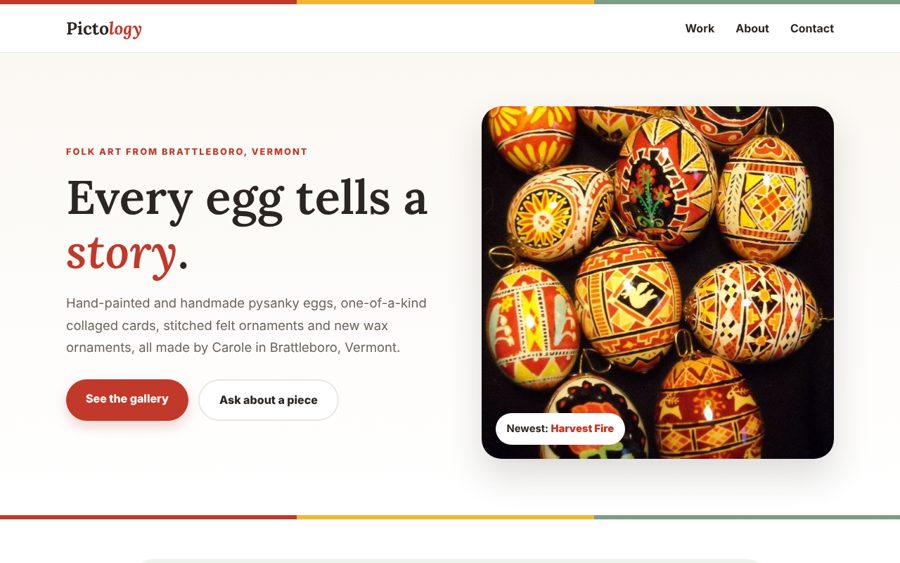 Pictology
Work
About
Contact
FOLK ART FROM BRATTLEBORO, VERMONT
Every egg tells a
story.
Hand-painted and handmade pysanky eggs, one-of-a-kind
collaged cards, stitched felt ornaments and new wax
ornaments, all made by Carole in Brattleboro, Vermont.
See the gallery
Ask about a piece
Newest: Harvest Fire